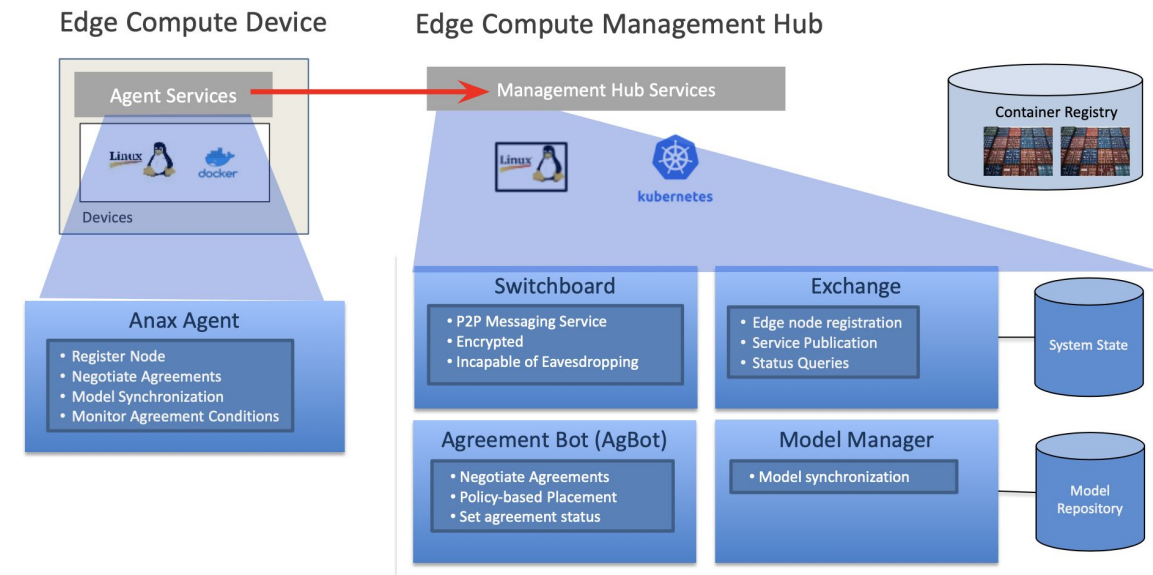 Edge Compute Device
Edge Compute Management Hub
Agent Services
Management Hub Services
Container Registry
Linux
docker
Devices
Linux
kubernetes
Anax Agent
• Register Node
• Negotiate Agreements
• Model Synchronization
• Monitor Agreement Conditions
Switchboard
• P2P Messaging Service
• Encrypted
• Incapable of Eavesdropping
Exchange
• Edge node registration
• Service Publication
• Status Queries
System State
Agreement Bot (AgBot)
• Negotiate Agreements
• Policy-based Placement
• Set agreement status
Model Manager
• Model synchronization
Model
Repository